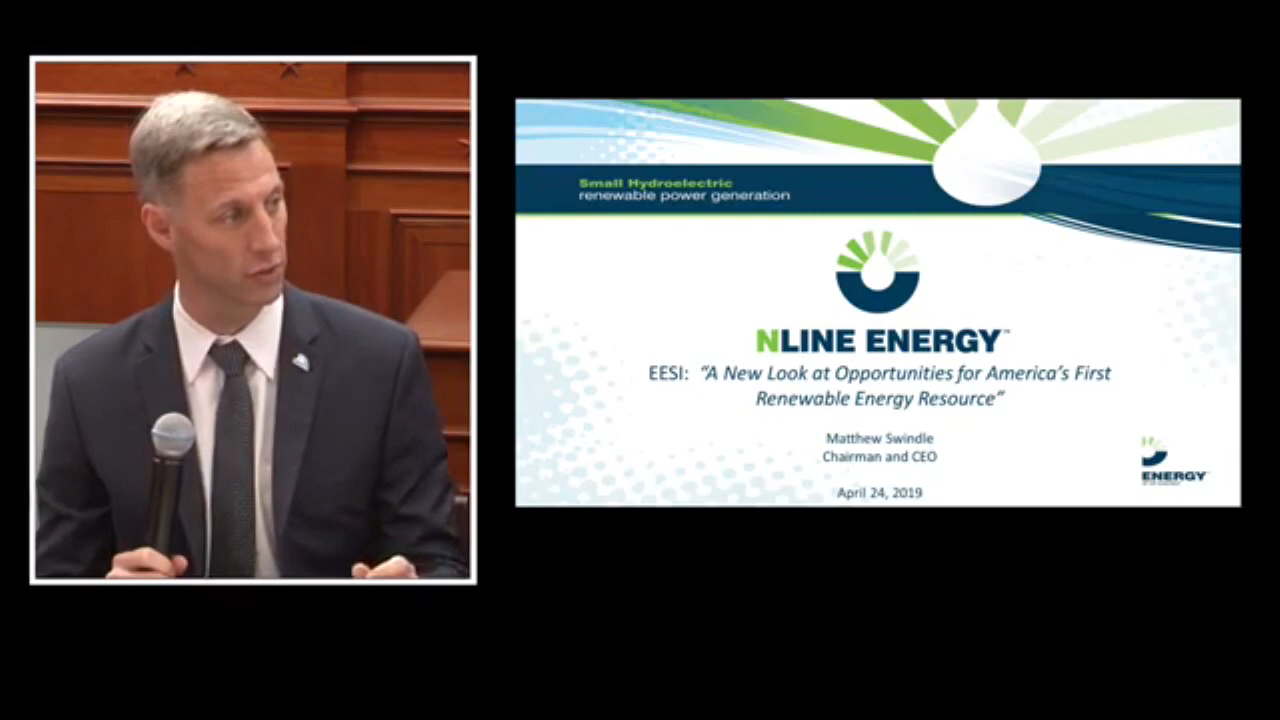 Small Hydroelectric
renewable power generation
NLINE ENERGY™
EESI: “A New Look at Opportunities for America’s First
Renewable Energy Resource”
Matthew Swindle
Chairman and CEO
ENERGY
April 24, 2019